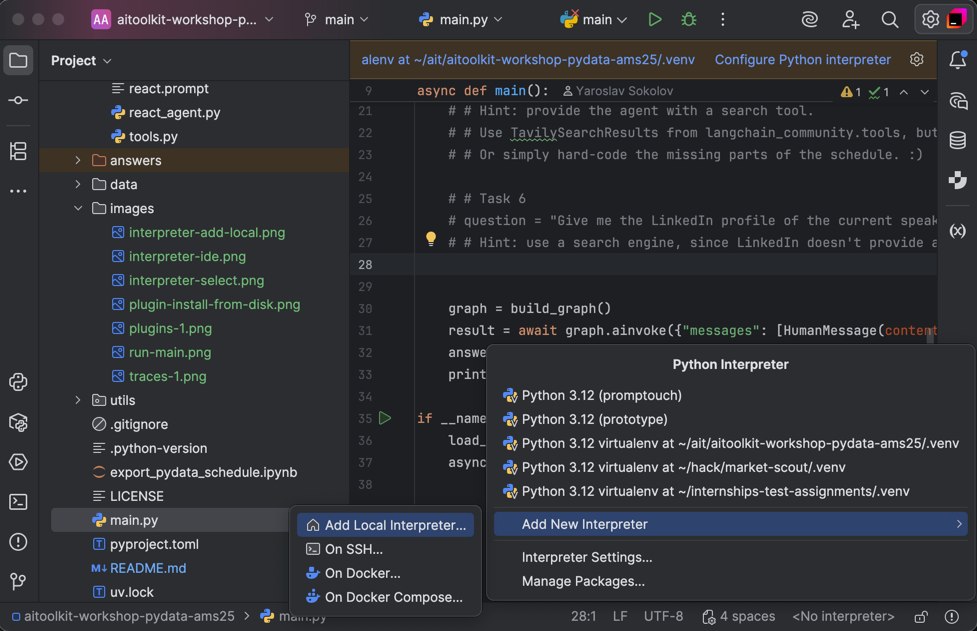 AA aitoolkit-workshop-p...
main
main.py
main
Project
alenv at ~/ait/aitoolkit-workshop-pydata-ams25/.venv
Configure Python interpreter
react.prompt
react_agent.py
tools.py
answers
data
images
interpreter-add-local.png
interpreter-ide.png
interpreter-select.png
plugin-install-from-disk.png
plugins-1.png
run-main.png
traces-1.png
utils
.gitignore
.python-version
export_pydata_schedule.ipynb
LICENSE
main.py
pyproject.toml
M↓ README.md
uv.lock
9 async def main(): Yaroslav Sokolov 1 1
21 # # Hint: provide the agent with a search tool.
22 # # Use TavilySearchResults from langchain_community.tools, but
23 # # Or simply hard-code the missing parts of the schedule. :)
24
25 # # Task 6
26 # question = "Give me the LinkedIn profile of the current speak
27 # # Hint: use a search engine, since LinkedIn doesn't provide a
28
29
30 graph = build_graph()
31 result = await graph.ainvoke({"messages": [HumanMessage(content
32 answe
33 print
34
35 if __name
36 load_
37 async
38
Python Interpreter
Python 3.12 (promptouch)
Python 3.12 (prototype)
Python 3.12 virtualenv at ~/ait/aitoolkit-workshop-pydata-ams25/.venv
Python 3.12 virtualenv at ~/hack/market-scout/.venv
Python 3.12 virtualenv at ~/internships-test-assignments/.venv
Add New Interpreter
Interpreter Settings...
Manage Packages...
Add Local Interpreter...
On SSH...
On Docker...
On Docker Compose...
aitoolkit-workshop-pydata-ams25 > main.py
28:1 LF UTF-8 4 spaces <No interpreter>